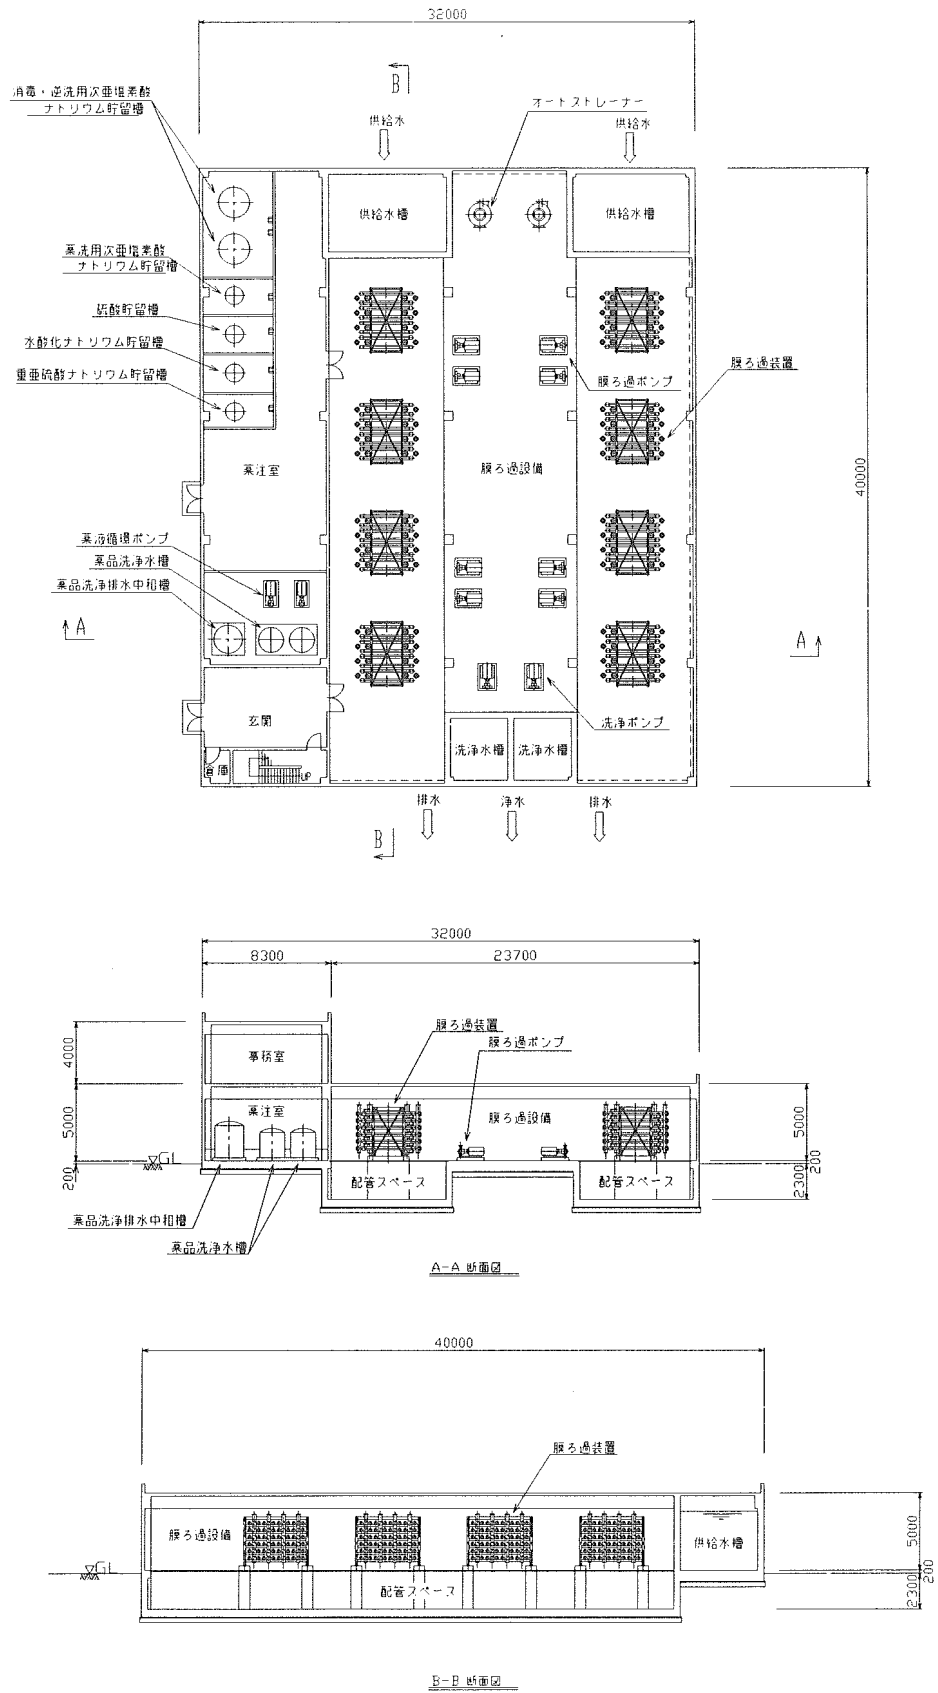 32000
B
消毒・逆洗用次亜塩素酸
ナトリウム貯留槽
オートストレーナー
供給水
供給水
供給水槽
供給水槽
薬洗用次亜塩素酸
ナトリウム貯留槽
硫酸貯留槽
水酸化ナトリウム貯留槽
重亜硫酸ナトリウム貯留槽
膜ろ過ポンプ
膜ろ過装置
薬注室
膜ろ過設備
40000
薬液循環ポンプ
薬品洗浄水槽
薬品洗浄排水中和槽
A
A
玄関
洗浄ポンプ
洗浄水槽
洗浄水槽
倉庫
UP
排水
浄水
排水
B
32000
8300
23700
膜ろ過装置
膜ろ過ポンプ
4000
事務室
5000
薬注室
膜ろ過設備
5000
GL
200
配管スペース
配管スペース
2300
200
薬品洗浄排水中和槽
薬品洗浄水槽
A-A 断面図
40000
膜ろ過装置
膜ろ過設備
供給水槽
5000
GL
配管スペース
2300
200
B-B 断面図